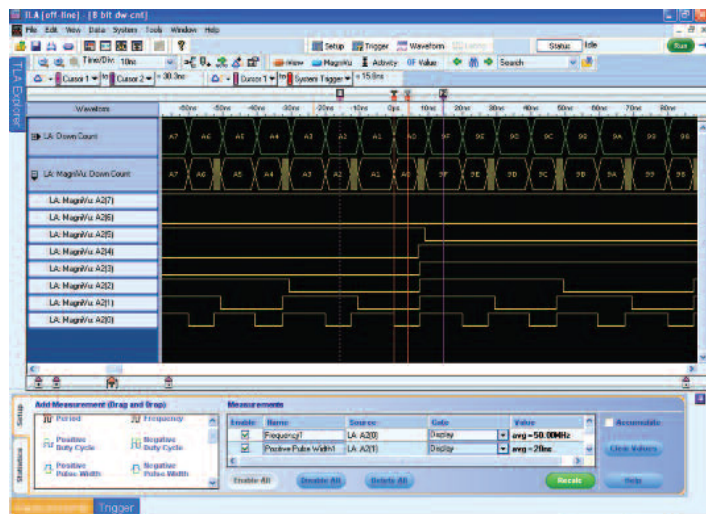 TLA [off-line] - [8 bit dw-cnt]
File Edit View Data System Tools Window Help
Setup Trigger Waveform Status Idle Run
Time/Div: 10ns Activity Value Search
Cursor 1 to Cursor 2 = 30.3ns Cursor 1 to System Trigger = 15.0ns
TLA Explorer
Waveform -60ns -50ns -40ns -30ns -20ns -10ns 0ps 10ns 20ns 30ns 40ns 50ns 60ns 70ns 80ns
LA: Down Count A7 A6 A5 A4 A3 A2 A1 A0 9F 9E 9D 9C 9B 9A 99 98
LA: MagniVu: Down Count A7 A6 A5 A4 A3 A2 A1 A0 9F 9E 9D 9C 9B 9A 99 98
LA: MagniVu: A2(7)
LA: MagniVu: A2(6)
LA: MagniVu: A2(5)
LA: MagniVu: A2(4)
LA: MagniVu: A2(3)
LA: MagniVu: A2(2)
LA: MagniVu: A2(1)
LA: MagniVu: A2(0)
Setup
Statistics
Add Measurement (Drag and Drop)
Period Frequency
Positive Duty Cycle Negative Duty Cycle
Positive Pulse Width Negative Pulse Width
Measurements
Enable Name Source Gate Value
Frequency1 LA: A2(0) Display avg = 50.00MHz
Positive Pulse Width1 LA: A2(1) Display avg = 20ns
Enable All Disable All Delete All Recalc
Accumulate
Clear Values
Help
Trigger